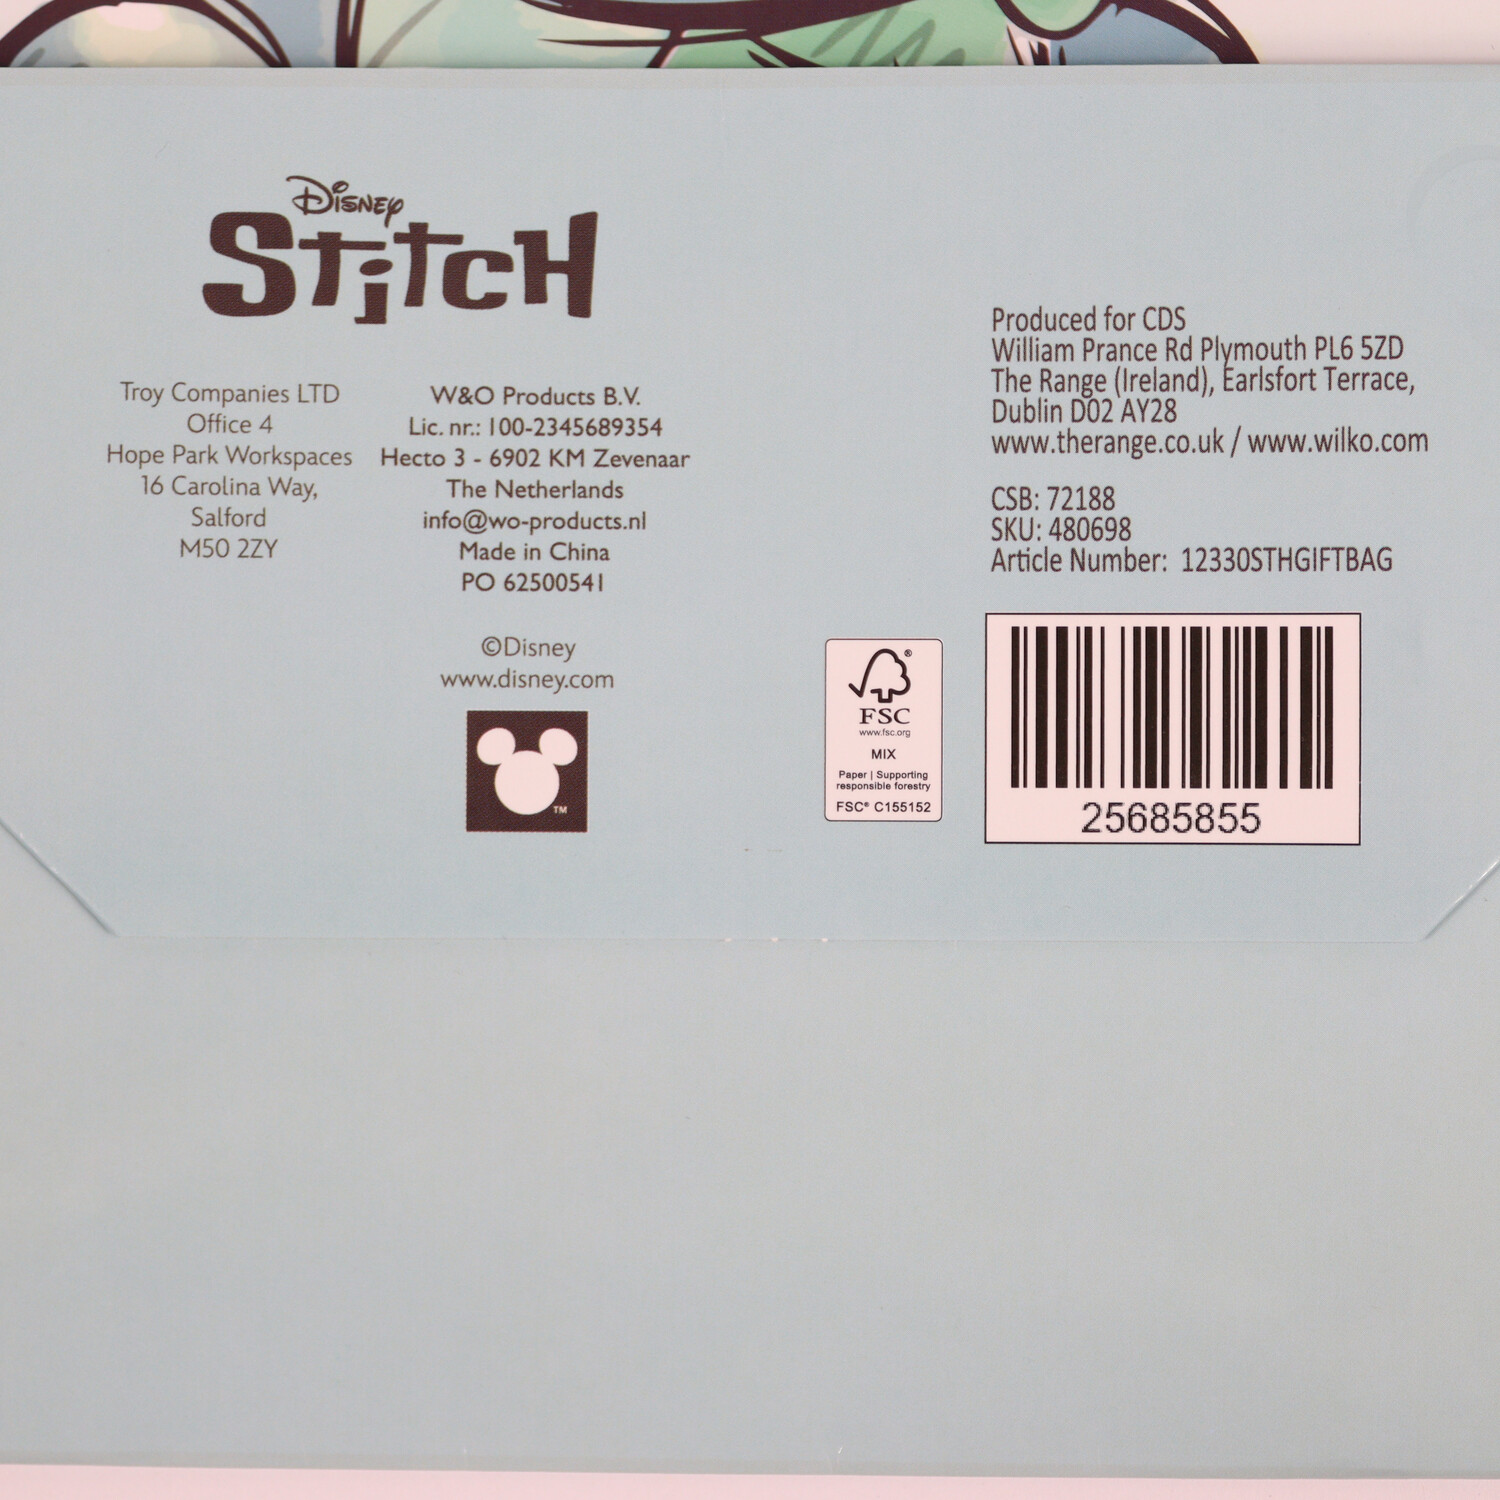 Disney
Stitch
Troy Companies LTD
Office 4
Hope Park Workspaces
16 Carolina Way,
Salford
M50 2ZY
W&O Products B.V.
Lic. nr.: 100-2345689354
Hecto 3 - 6902 KM Zevenaar
The Netherlands
info@wo-products.nl
Made in China
PO 62500541
©Disney
www.disney.com
TM
FSC®
www.fsc.org
MIX
Paper | Supporting
responsible forestry
FSC® C155152
Produced for CDS
William Prance Rd Plymouth PL6 5ZD
The Range (Ireland), Earlsfort Terrace,
Dublin D02 AY28
www.therange.co.uk / www.wilko.com
CSB: 72188
SKU: 480698
Article Number: 12330STHGIFTBAG
25685855